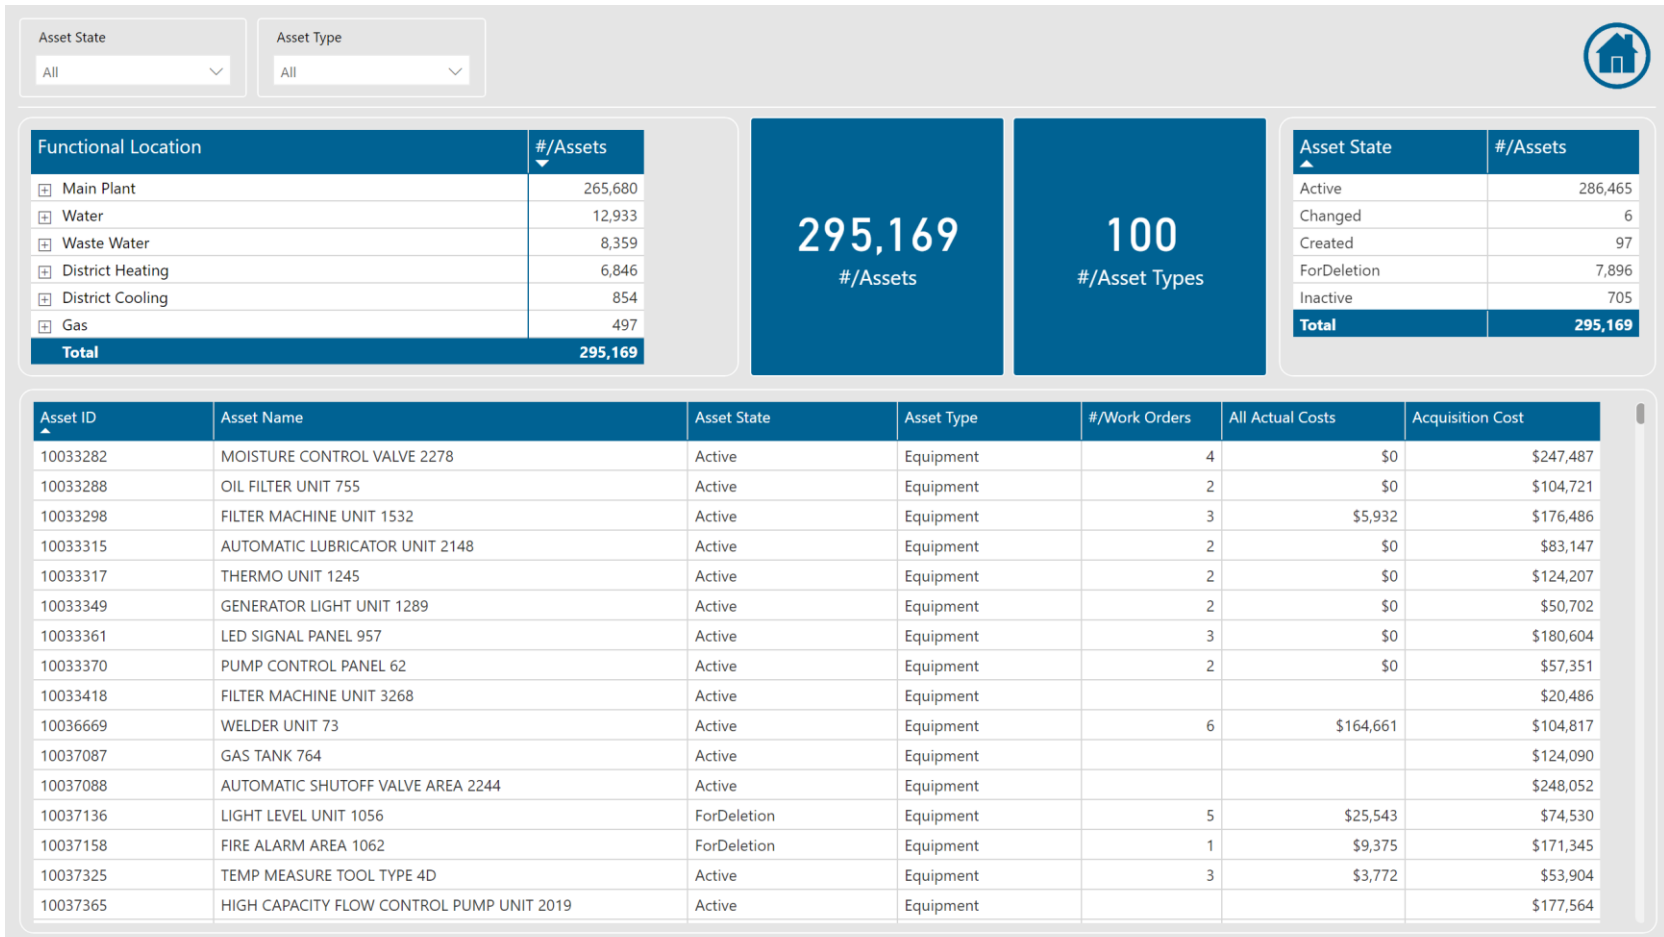 Asset State
All
Asset Type
All
Functional Location #/Assets
Main Plant 265,680
Water 12,933
Waste Water 8,359
District Heating 6,846
District Cooling 854
Gas 497
Total 295,169
295,169
#/Assets
100
#/Asset Types
Asset State #/Assets
Active 286,465
Changed 6
Created 97
ForDeletion 7,896
Inactive 705
Total 295,169
Asset ID Asset Name Asset State Asset Type #/Work Orders All Actual Costs Acquisition Cost
10033282 MOISTURE CONTROL VALVE 2278 Active Equipment 4 $0 $247,487
10033288 OIL FILTER UNIT 755 Active Equipment 2 $0 $104,721
10033298 FILTER MACHINE UNIT 1532 Active Equipment 3 $5,932 $176,486
10033315 AUTOMATIC LUBRICATOR UNIT 2148 Active Equipment 2 $0 $83,147
10033317 THERMO UNIT 1245 Active Equipment 2 $0 $124,207
10033349 GENERATOR LIGHT UNIT 1289 Active Equipment 2 $0 $50,702
10033361 LED SIGNAL PANEL 957 Active Equipment 3 $0 $180,604
10033370 PUMP CONTROL PANEL 62 Active Equipment 2 $0 $57,351
10033418 FILTER MACHINE UNIT 3268 Active Equipment $20,486
10036669 WELDER UNIT 73 Active Equipment 6 $164,661 $104,817
10037087 GAS TANK 764 Active Equipment $124,090
10037088 AUTOMATIC SHUTOFF VALVE AREA 2244 Active Equipment $248,052
10037136 LIGHT LEVEL UNIT 1056 ForDeletion Equipment 5 $25,543 $74,530
10037158 FIRE ALARM AREA 1062 ForDeletion Equipment 1 $9,375 $171,345
10037325 TEMP MEASURE TOOL TYPE 4D Active Equipment 3 $3,772 $53,904
10037365 HIGH CAPACITY FLOW CONTROL PUMP UNIT 2019 Active Equipment $177,564